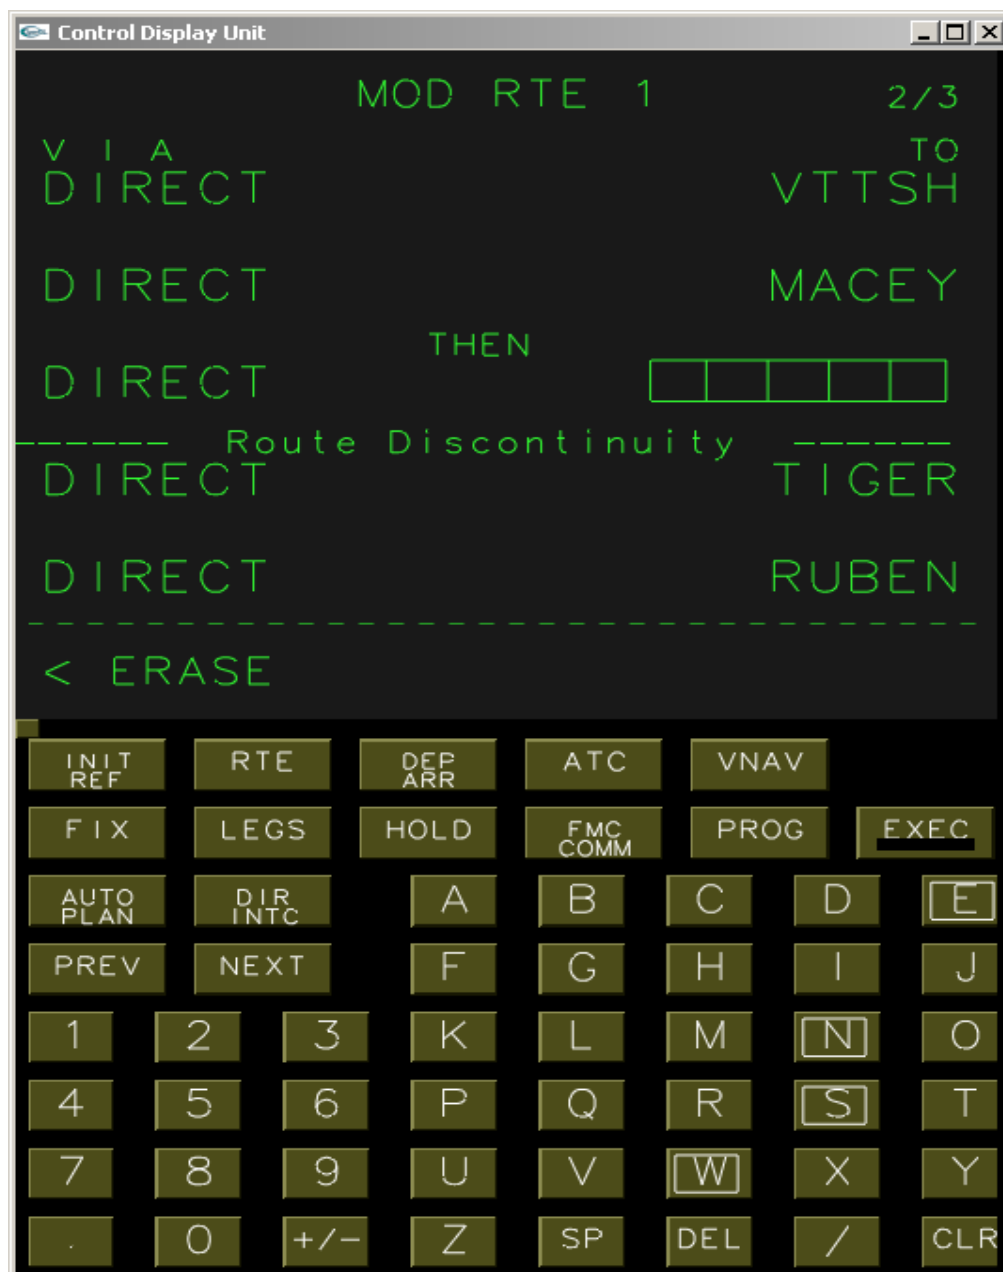 Control Display Unit
MOD RTE 1 2/3
VIA TO
DIRECT VTTSH
DIRECT MACEY
THEN
DIRECT
------ Route Discontinuity ------
DIRECT TIGER
DIRECT RUBEN
< ERASE
INIT REF RTE DEP ARR ATC VNAV
FIX LEGS HOLD FMC COMM PROG EXEC
AUTO PLAN DIR INTC A B C D E
PREV NEXT F G H I J
1 2 3 K L M N O
4 5 6 P Q R S T
7 8 9 U V W X Y
. 0 +/- Z SP DEL / CLR